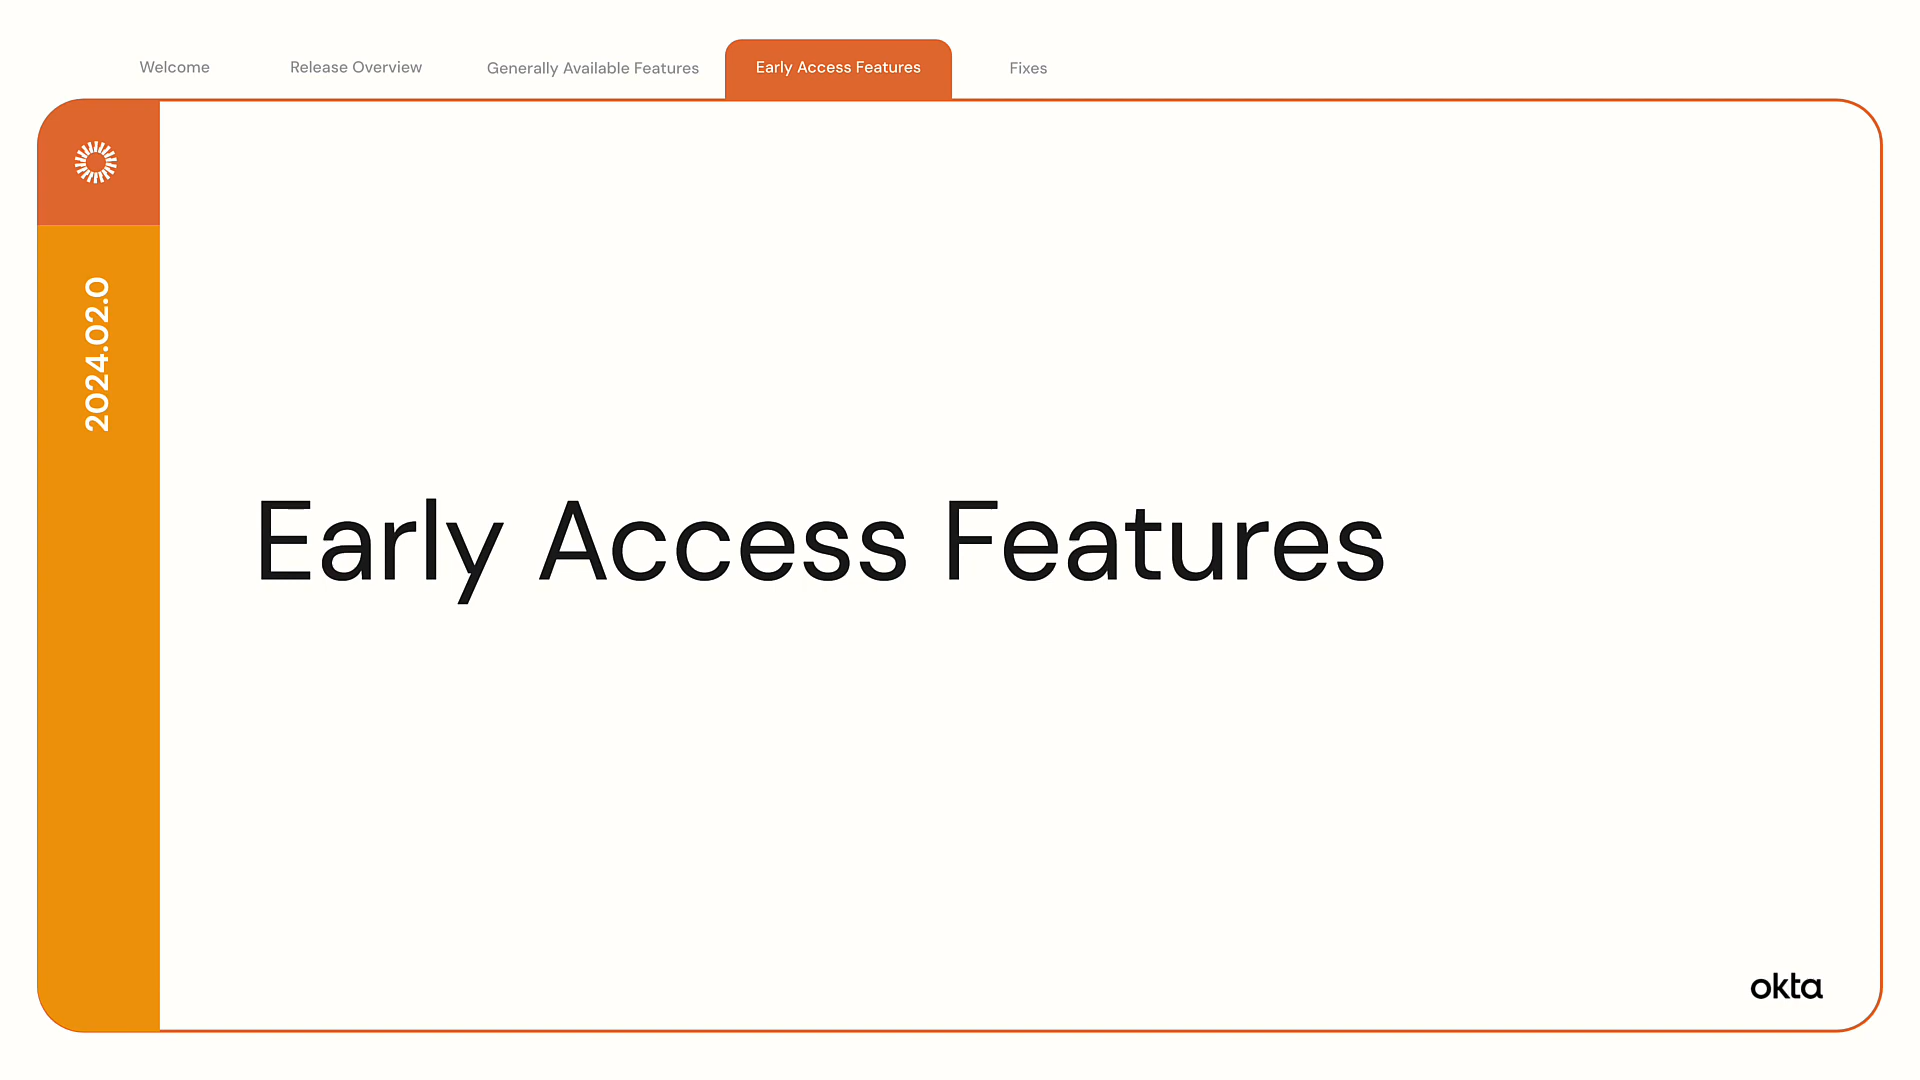 Welcome
Release Overview
Generally Available Features
Early Access Features
Fixes
2024.02.0
Early Access Features
okta